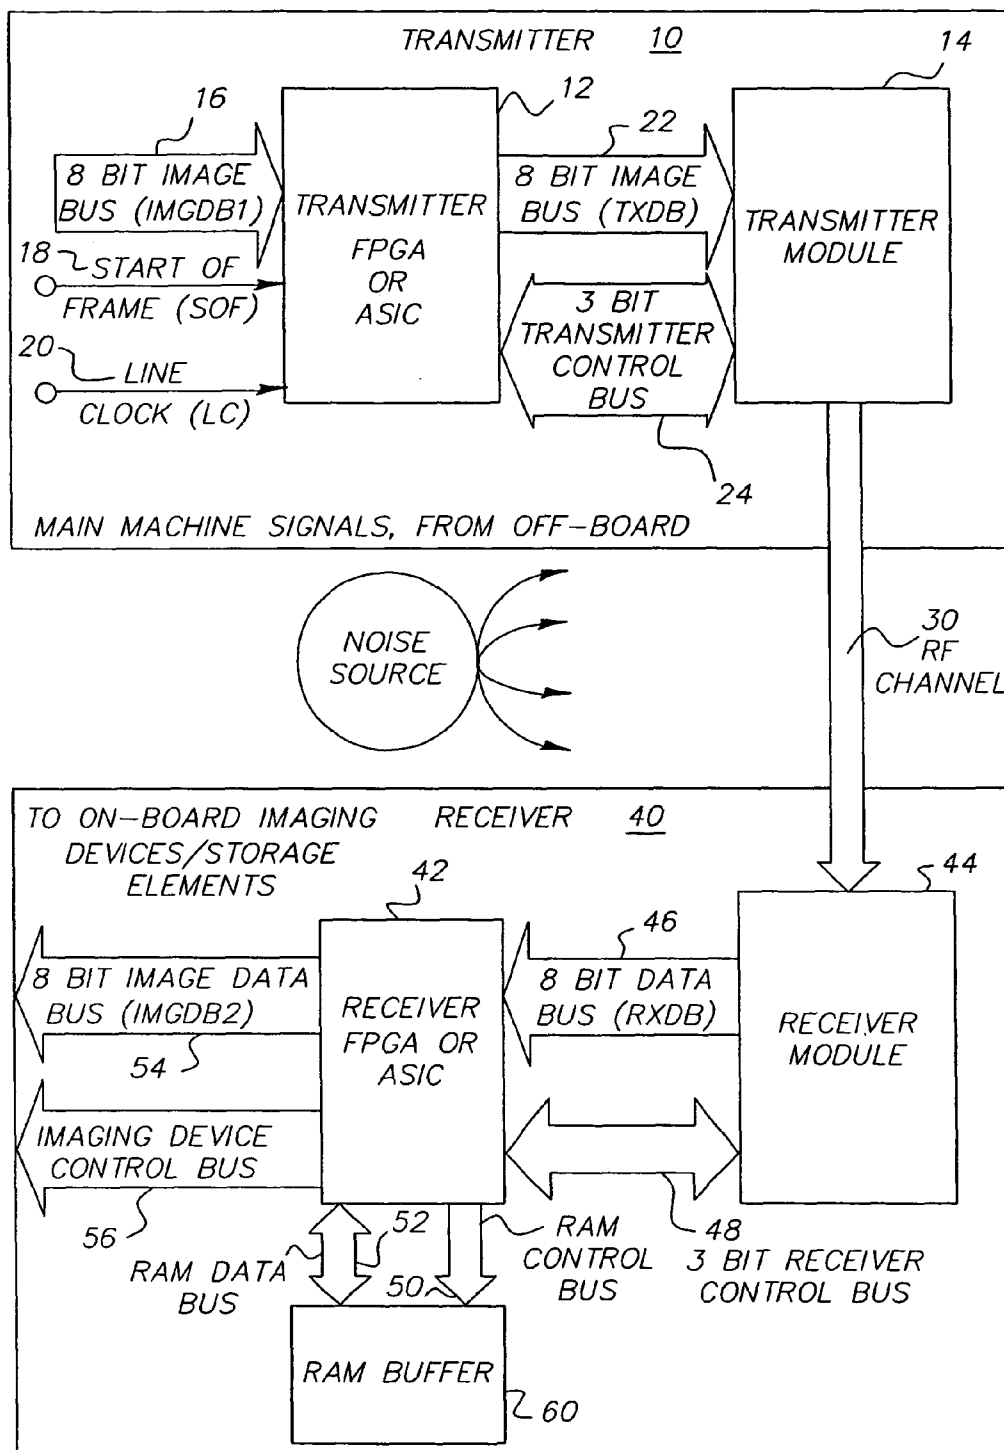 TRANSMITTER 10
14
12
16
22
8 BIT IMAGE
BUS (IMGDB1)
TRANSMITTER
FPGA
OR
ASIC
8 BIT IMAGE
BUS (TXDB)
TRANSMITTER
MODULE
18
START OF
FRAME (SOF)
3 BIT
TRANSMITTER
CONTROL
BUS
20
LINE
CLOCK (LC)
24
MAIN MACHINE SIGNALS, FROM OFF-BOARD
NOISE
SOURCE
30
RF
CHANNEL
TO ON-BOARD IMAGING
DEVICES/STORAGE
ELEMENTS
RECEIVER 40
42
44
46
8 BIT IMAGE DATA
BUS (IMGDB2)
54
RECEIVER
FPGA OR
ASIC
8 BIT DATA
BUS (RXDB)
RECEIVER
MODULE
IMAGING DEVICE
CONTROL BUS
56
52
RAM DATA
BUS
50
RAM
CONTROL
BUS
48
3 BIT RECEIVER
CONTROL BUS
RAM BUFFER
60